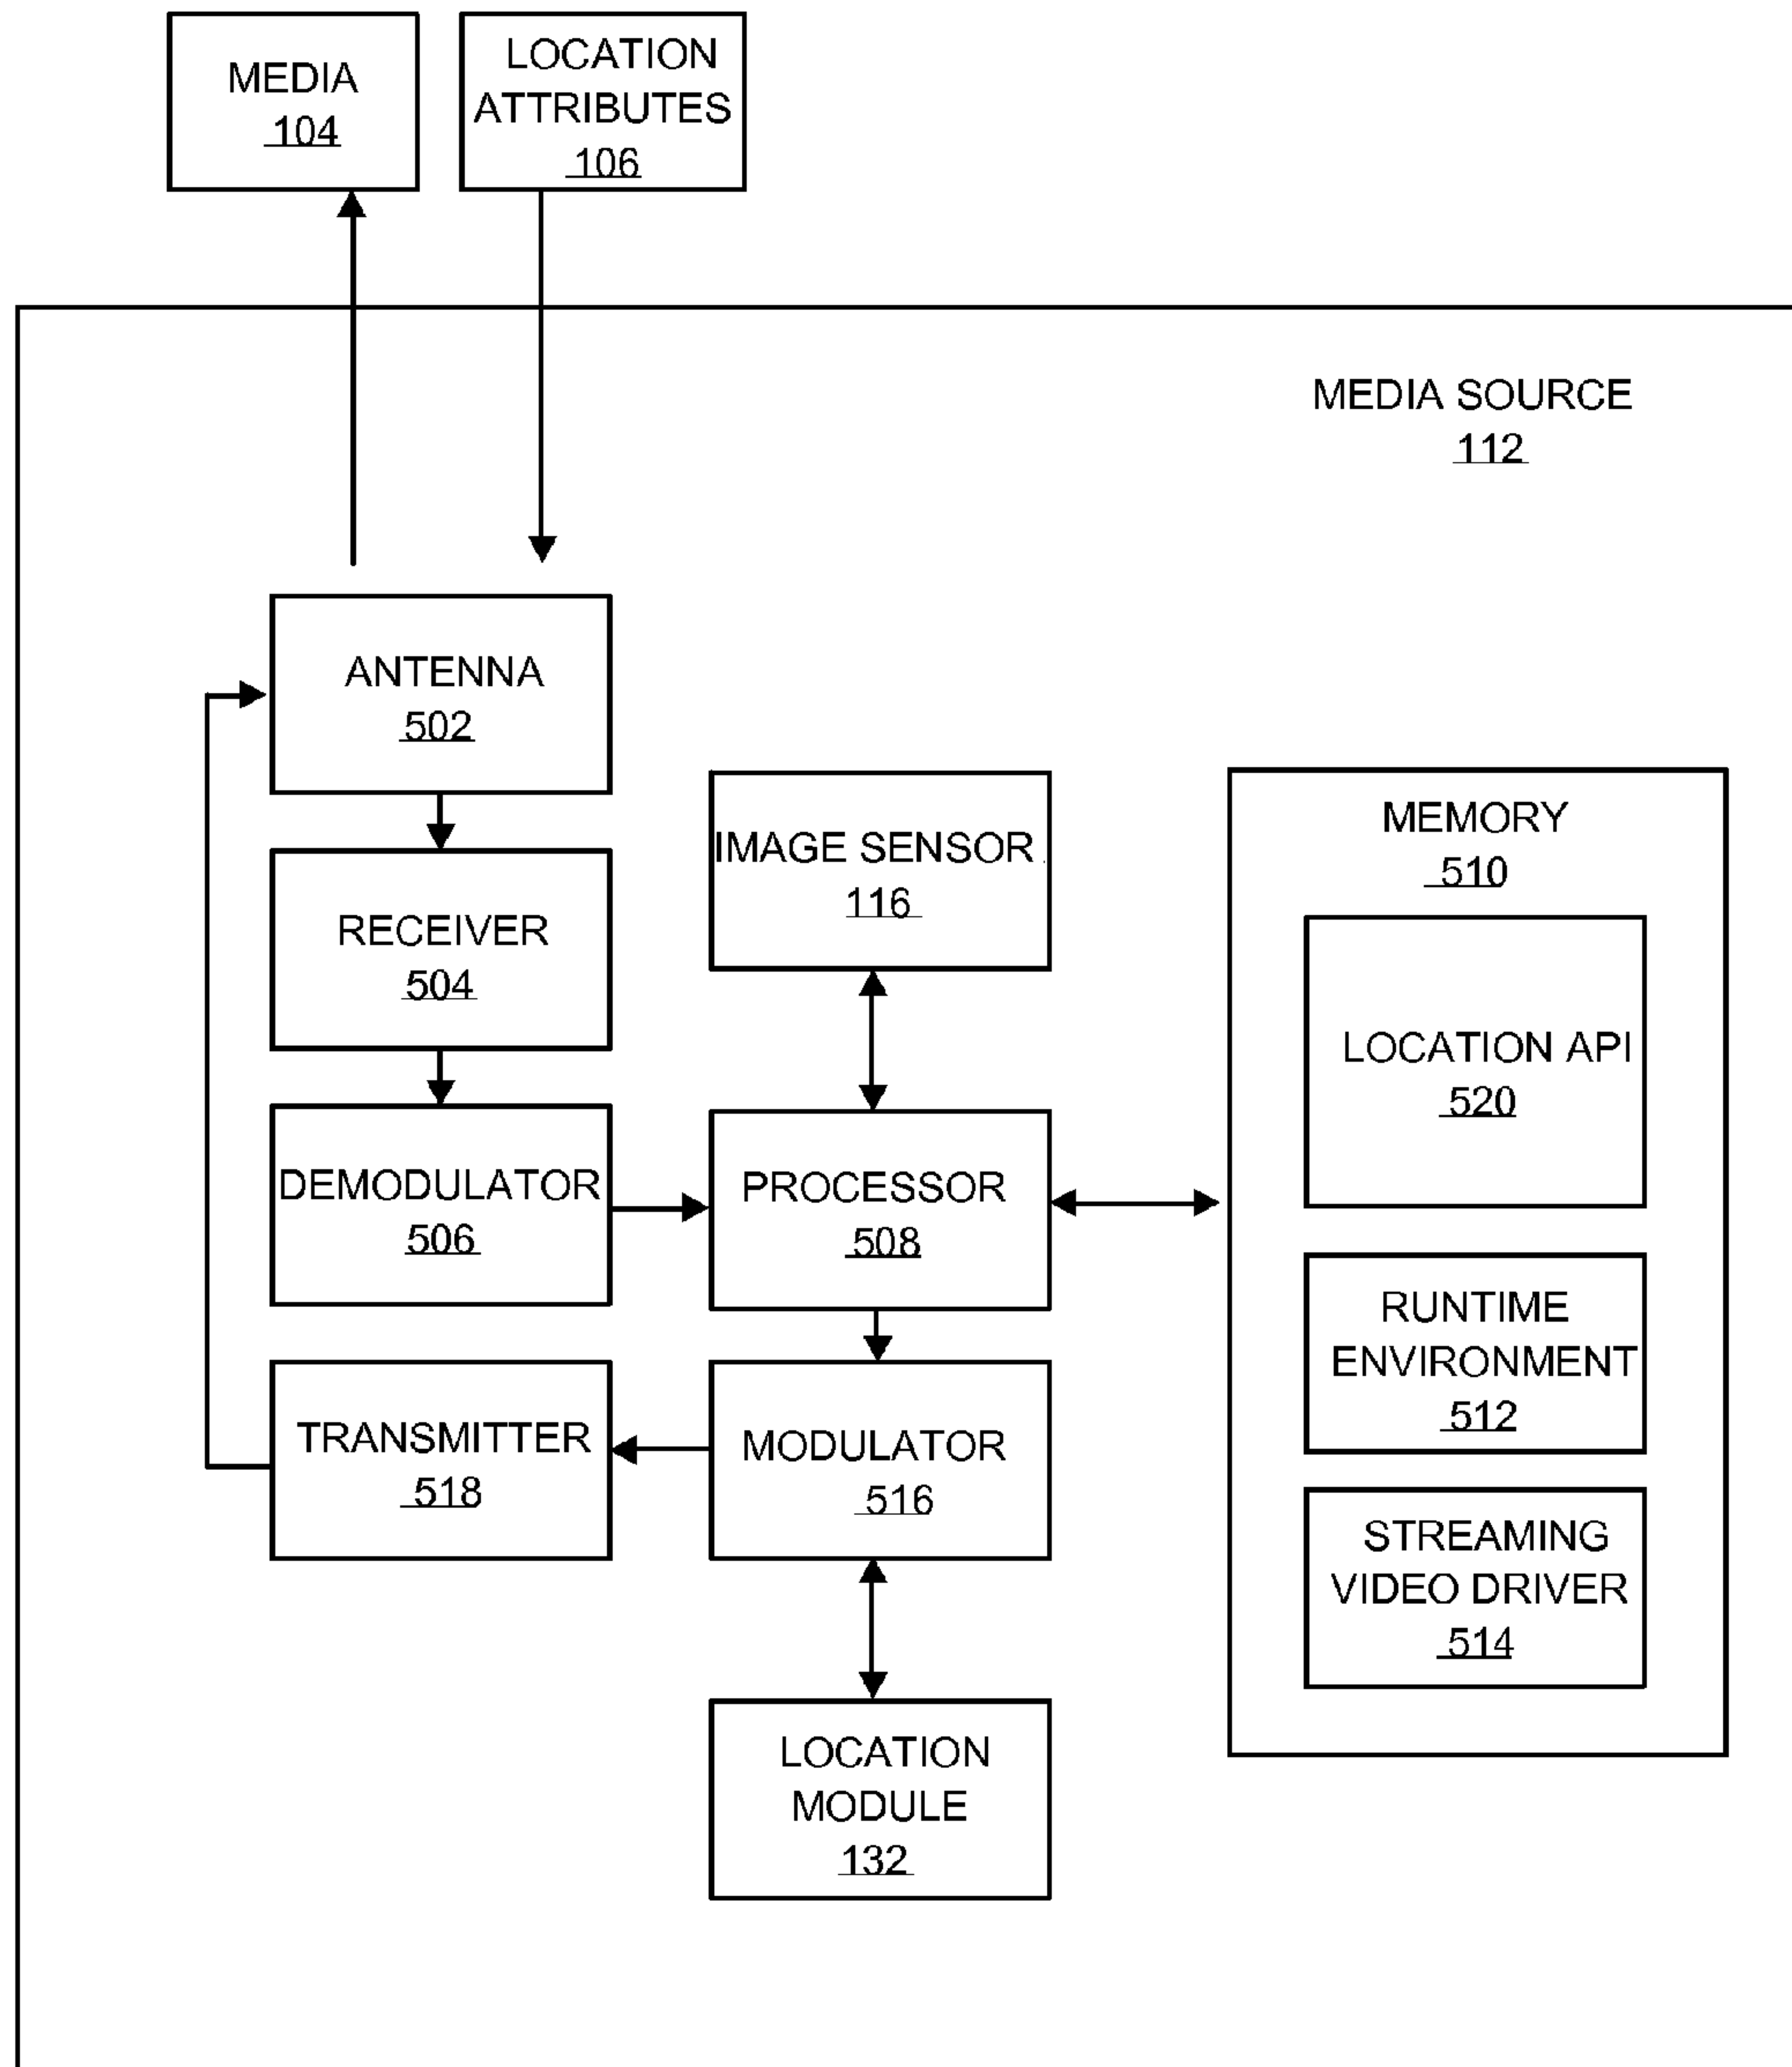 MEDIA
104
LOCATION
ATTRIBUTES
106
MEDIA SOURCE
112
ANTENNA
502
RECEIVER
504
DEMODULATOR
506
TRANSMITTER
518
IMAGE SENSOR
116
PROCESSOR
508
MODULATOR
516
LOCATION
MODULE
132
MEMORY
510
LOCATION API
520
RUNTIME
ENVIRONMENT
512
STREAMING
VIDEO DRIVER
514